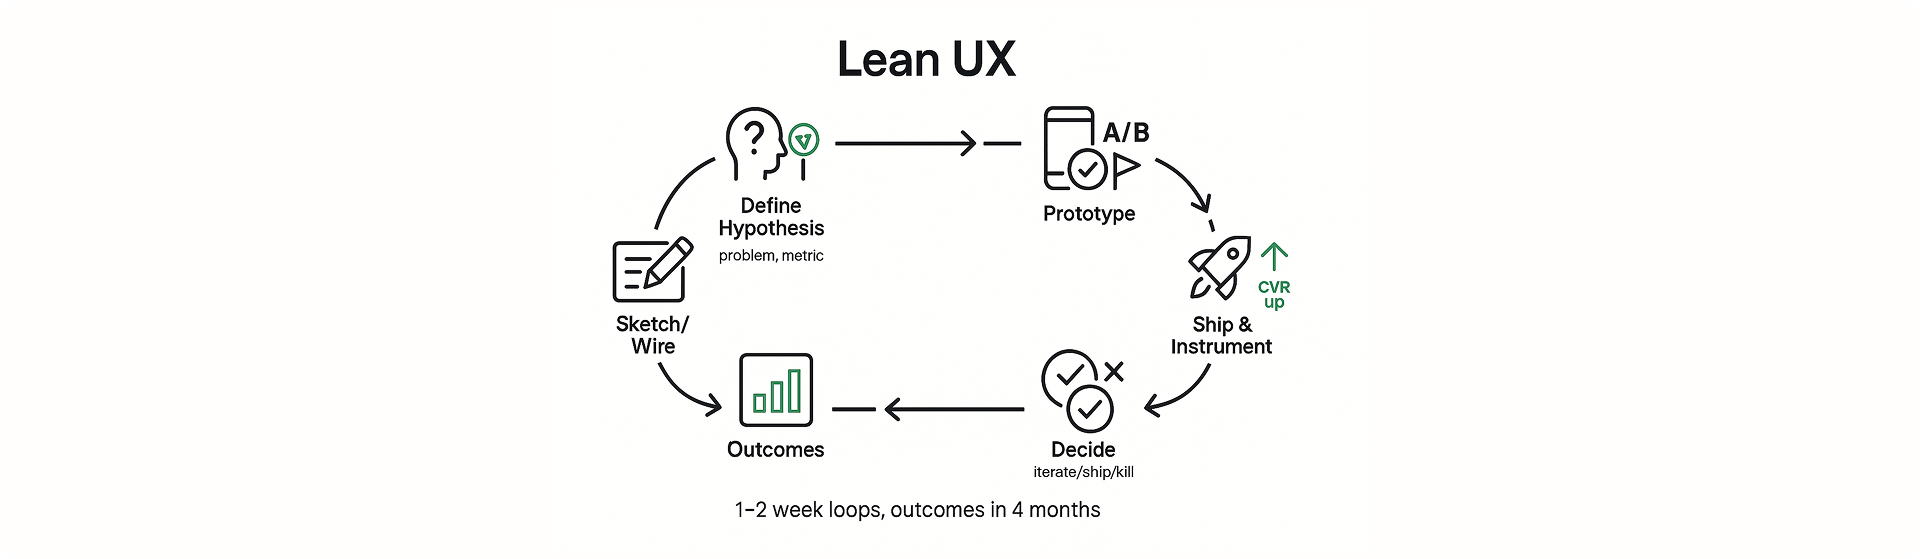 Lean UX
?
Define
Hypothesis
problem, metric
A/B
Prototype
CVR
up
Ship &
Instrument
Sketch/
Wire
Outcomes
Decide
iterate/ship/kill
1–2 week loops, outcomes in 4 months